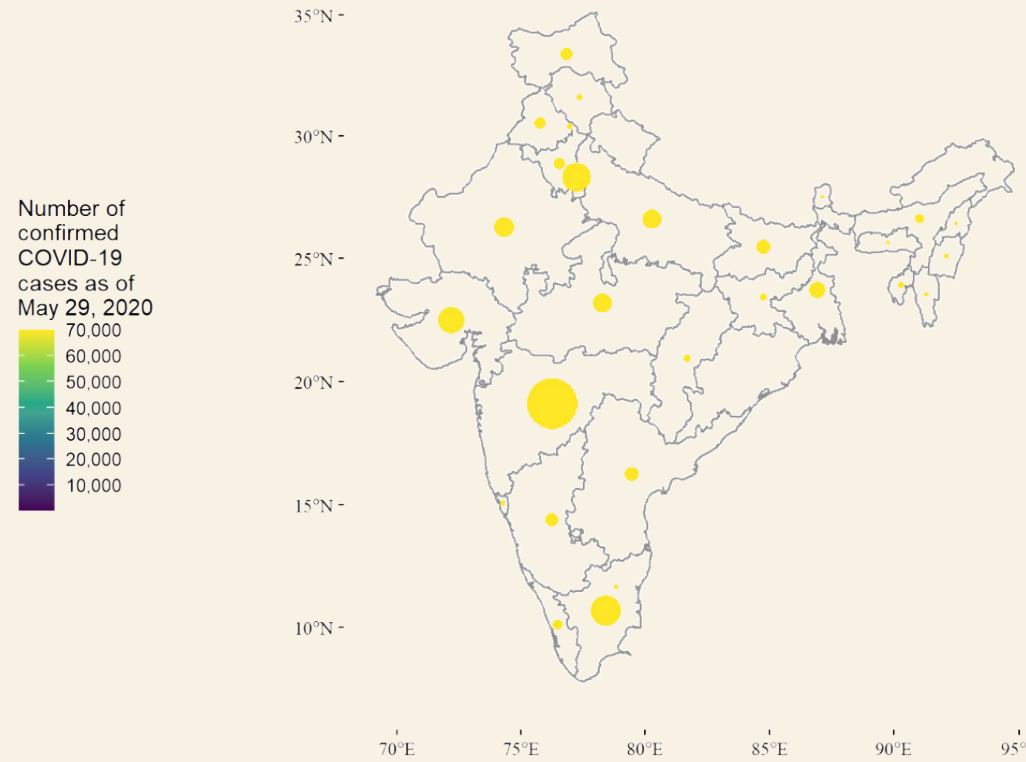 Number of
confirmed
COVID-19
cases as of
May 29, 2020
70,000
60,000
50,000
40,000
30,000
20,000
10,000
35°N
30°N
25°N
20°N
15°N
10°N
70°E
75°E
80°E
85°E
90°E
95°